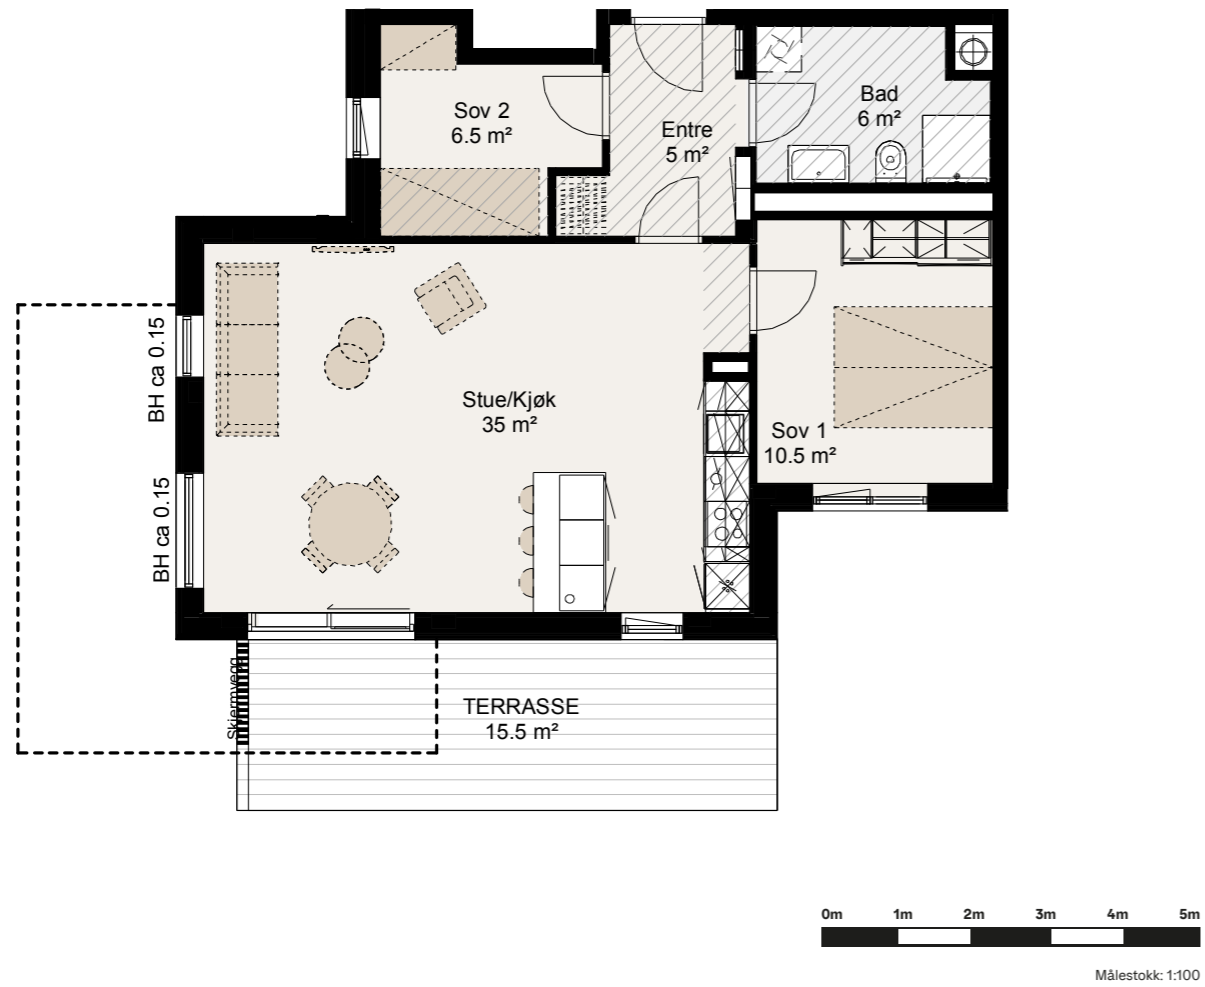 Sov 2
6.5 m²
Entre
5 m²
Bad
6 m²
BH ca 0.15
Stue/Kjøk
35 m²
Sov 1
10.5 m²
BH ca 0.15
Skjermvegg
TERRASSE
15.5 m²
0m 1m 2m 3m 4m 5m
Målestokk: 1:100